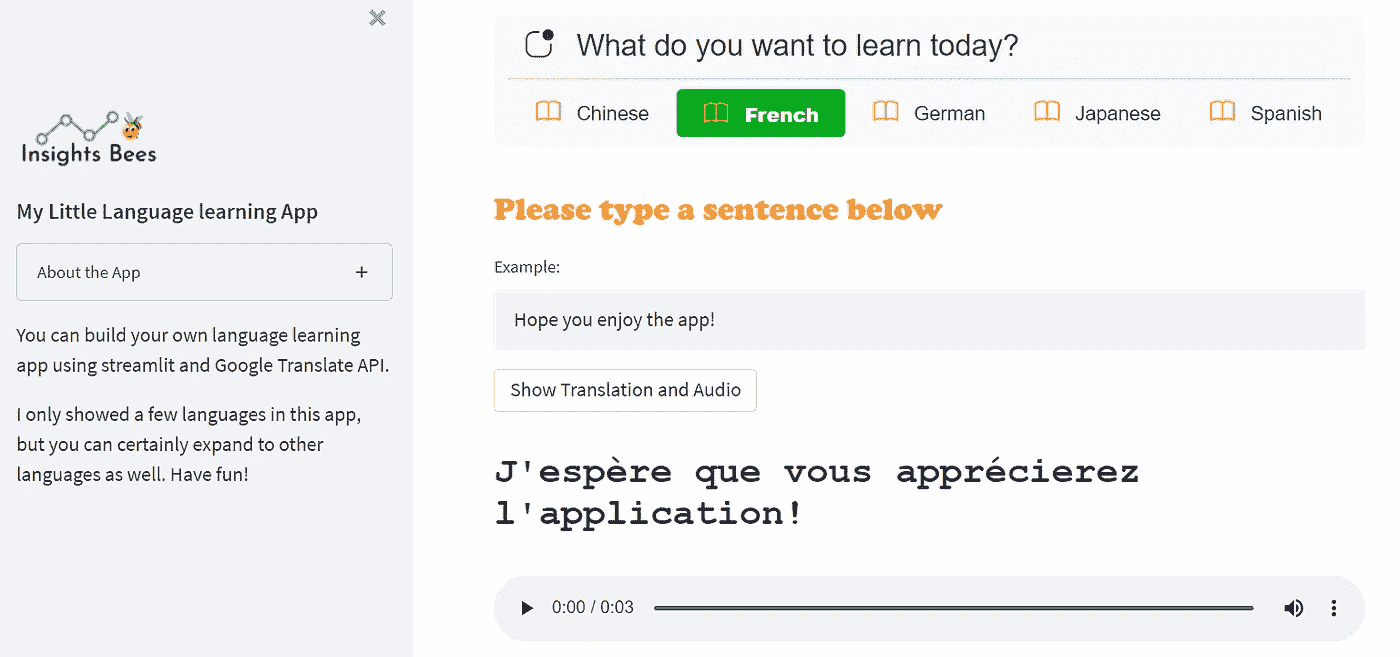 Insights Bees
My Little Language learning App
About the App
You can build your own language learning
app using streamlit and Google Translate API.
I only showed a few languages in this app,
but you can certainly expand to other
languages as well. Have fun!
What do you want to learn today?
Chinese French German Japanese Spanish
Please type a sentence below
Example:
Hope you enjoy the app!
Show Translation and Audio
J'espère que vous apprécierez
l'application!
0:00 / 0:03